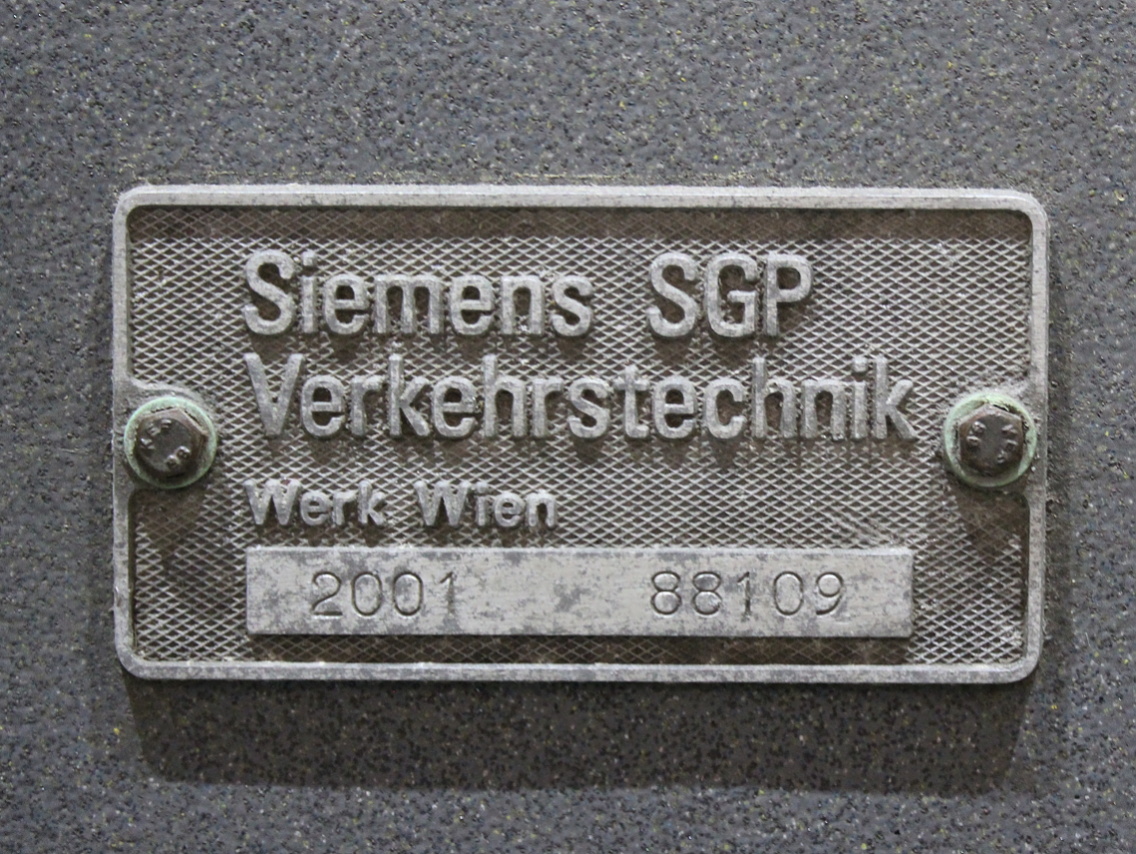 Siemens SGP
Verkehrstechnik
Werk Wien
2001 88109